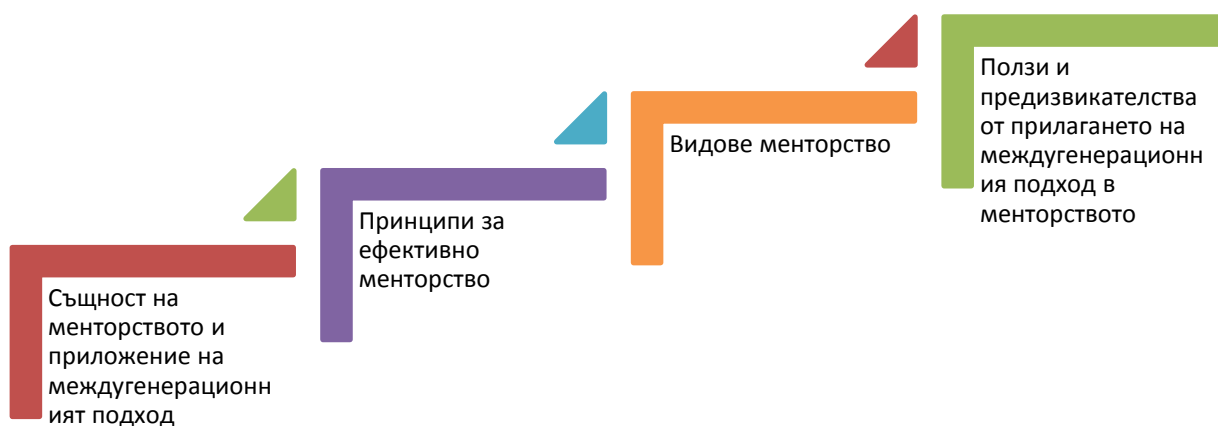 Същност на
менторството и
приложение на
междугенерационн
ият подход
Принципи за
ефективно
менторство
Видове менторство
Ползи и
предизвикателства
от прилагането на
междугенерационн
ия подход в
менторството